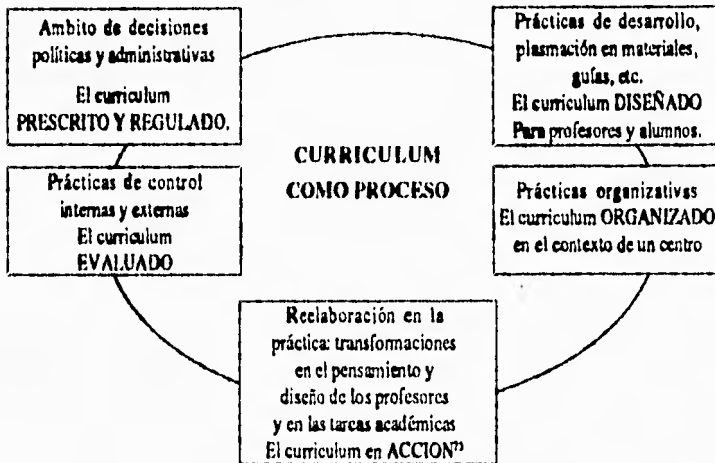 Ambito de decisiones
políticas y administrativas
El curriculum
PRESCRITO Y REGULADO.
Prácticas de desarrollo,
plasmación en materiales,
guías, etc.
El curriculum DISEÑADO
Para profesores y alumnos.
CURRICULUM
COMO PROCESO
Prácticas de control
internas y externas
El curriculum
EVALUADO
Prácticas organizativas
El curriculum ORGANIZADO
en el contexto de un centro
Reelaboración en la
práctica: transformaciones
en el pensamiento y
diseño de los profesores
y en las tareas académicas
El curriculum en ACCION⁷³